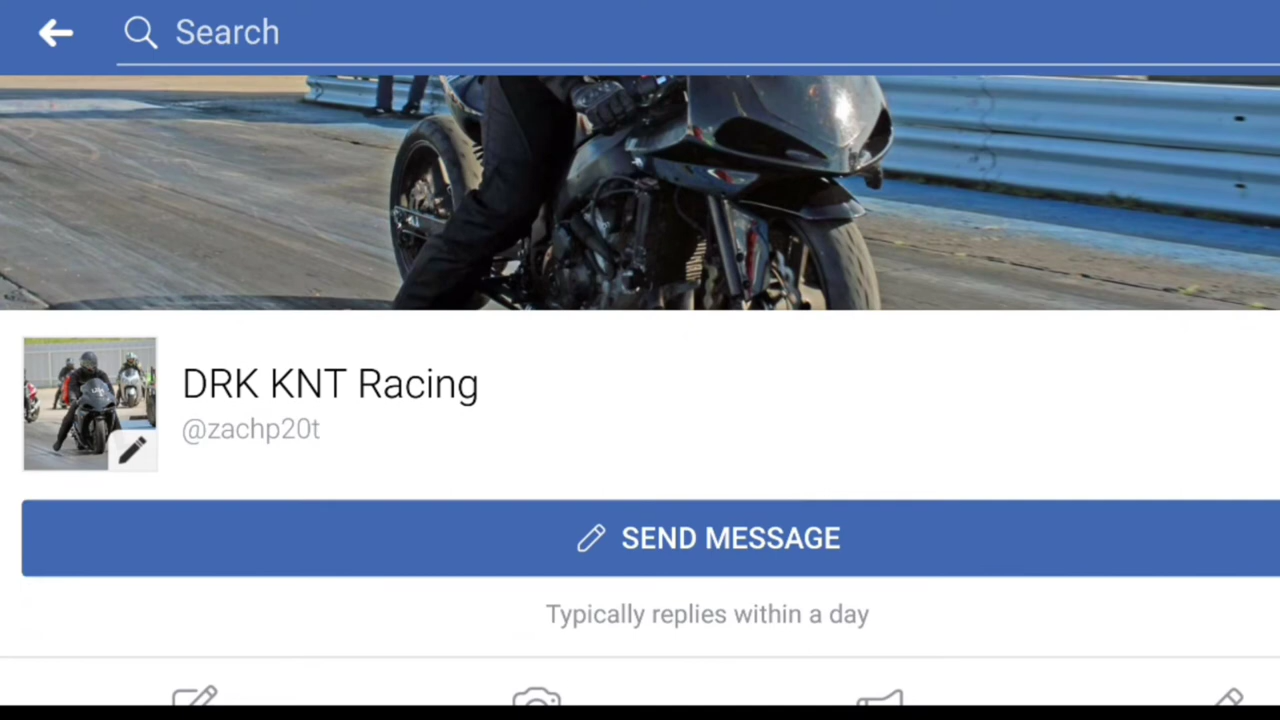 Search
DRK KNT Racing
@zachp20t
SEND MESSAGE
Typically replies within a day